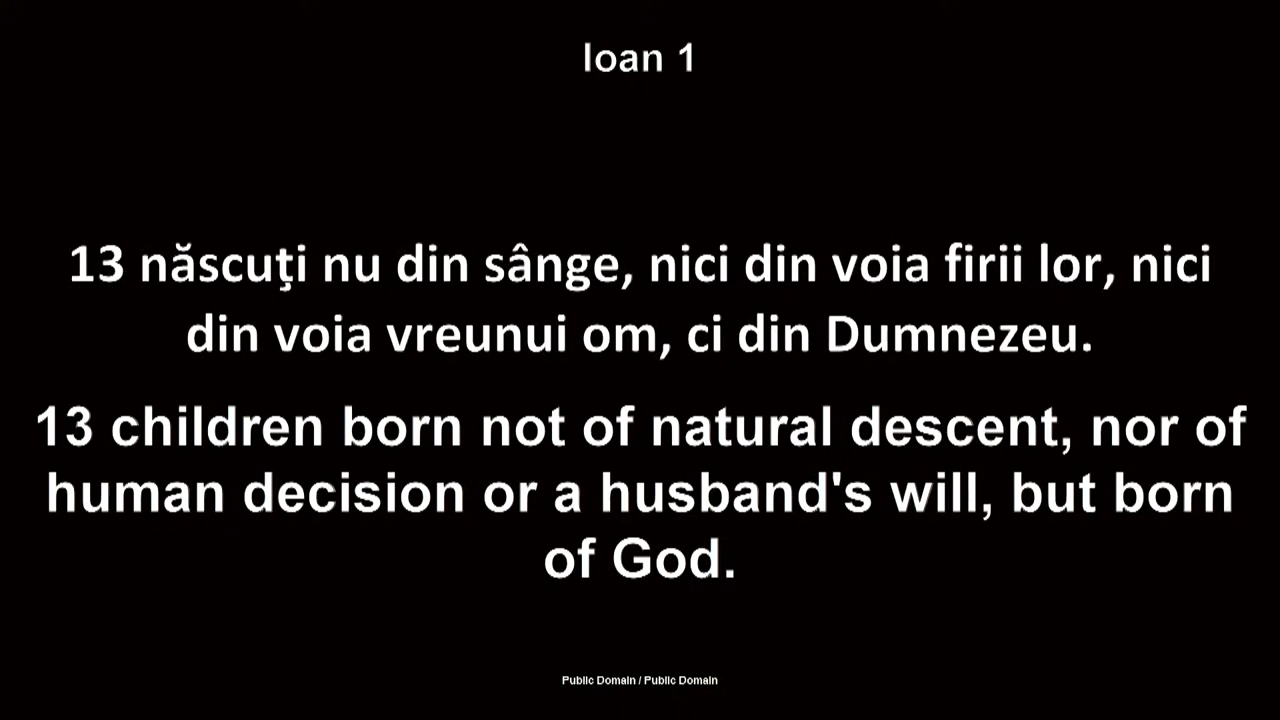 Ioan 1
13 născuţi nu din sânge, nici din voia firii lor, nici
din voia vreunui om, ci din Dumnezeu.
13 children born not of natural descent, nor of
human decision or a husband's will, but born
of God.
Public Domain / Public Domain